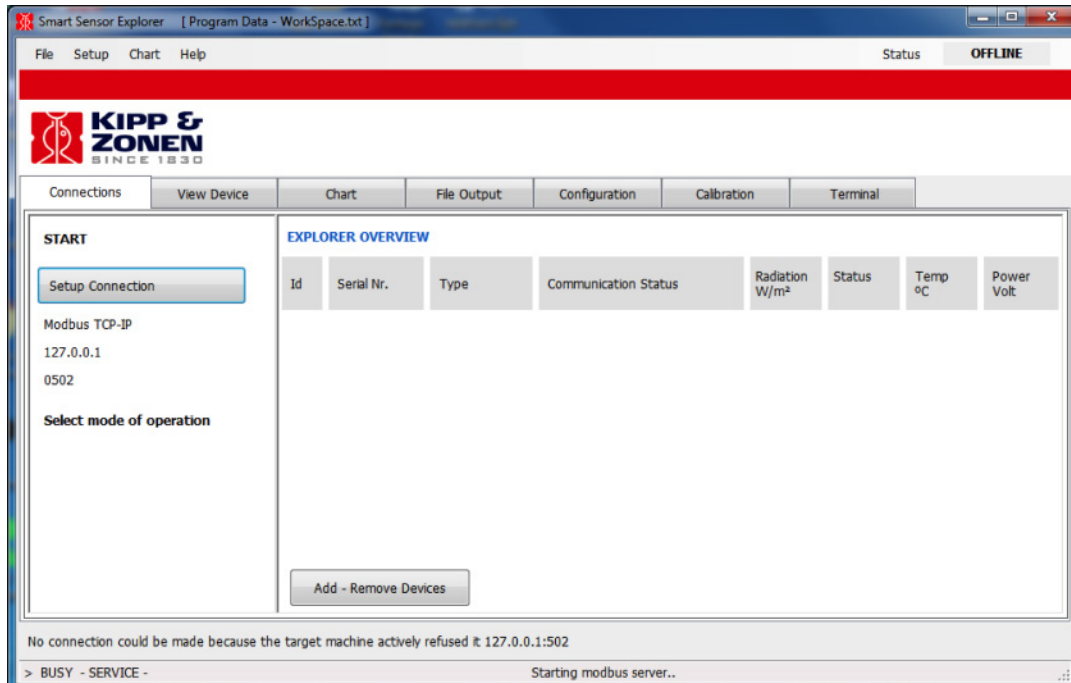 Smart Sensor Explorer [ Program Data - WorkSpace.txt ]
File Setup Chart Help Status OFFLINE
KIPP &
ZONEN
SINCE 1830
Connections View Device Chart File Output Configuration Calibration Terminal
START
Setup Connection
Modbus TCP-IP
127.0.0.1
0502
Select mode of operation
EXPLORER OVERVIEW
Id Serial Nr. Type Communication Status Radiation W/m² Status Temp ºC Power Volt
Add - Remove Devices
No connection could be made because the target machine actively refused it 127.0.0.1:502
> BUSY - SERVICE - Starting modbus server..